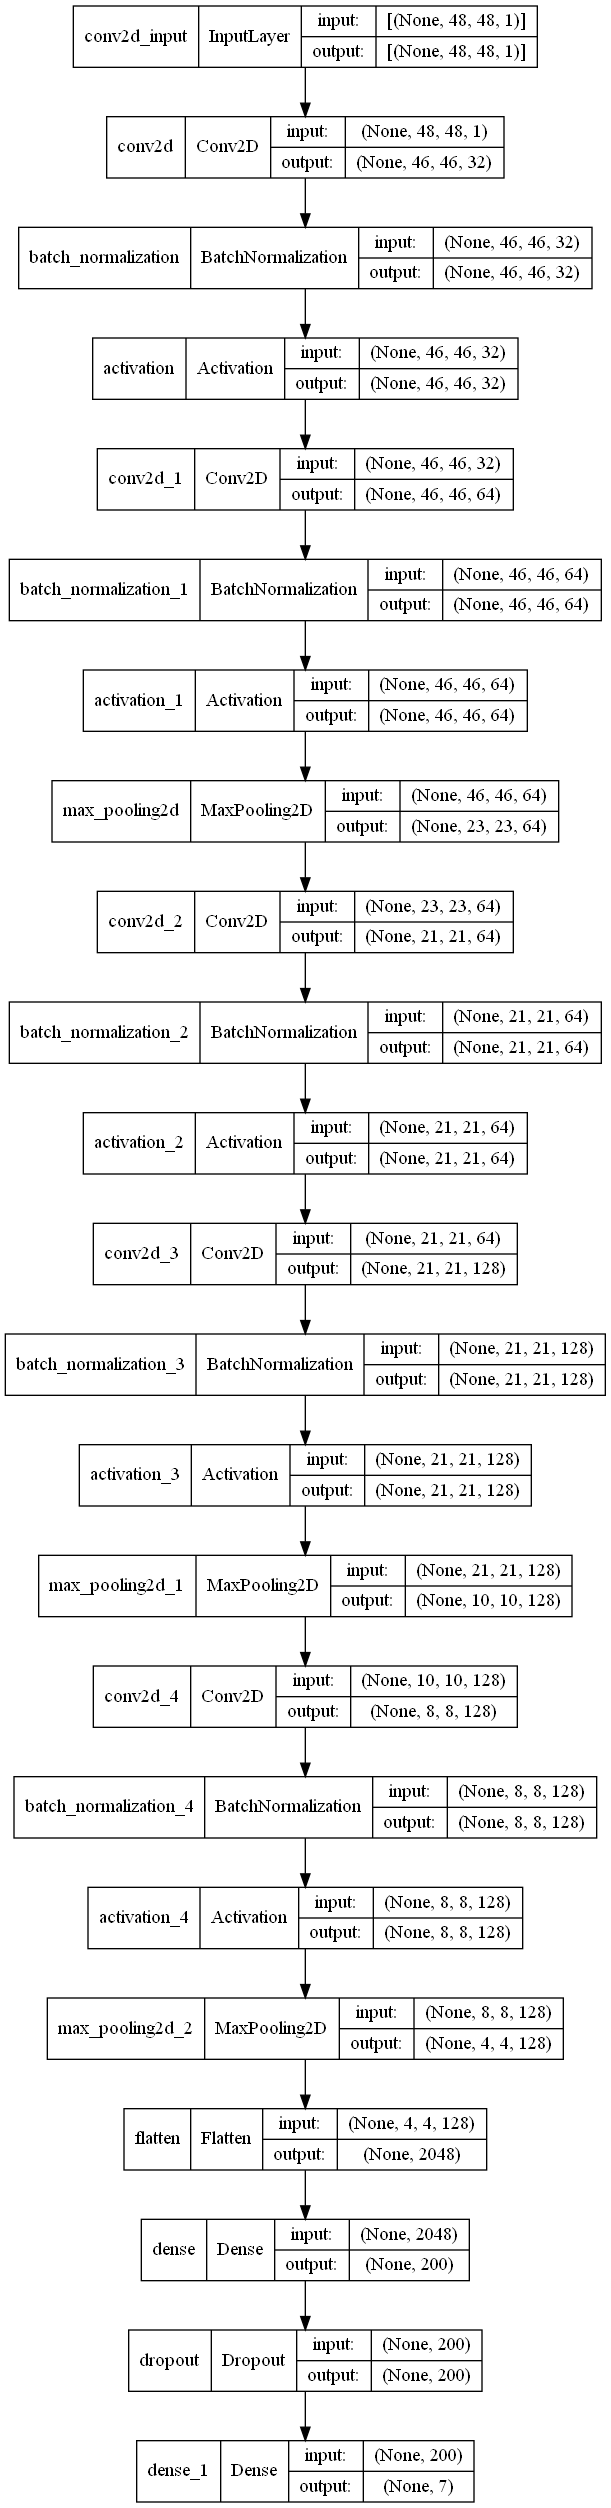 conv2d_input InputLayer input: [(None, 48, 48, 1)]
output: [(None, 48, 48, 1)]
conv2d Conv2D input: (None, 48, 48, 1)
output: (None, 46, 46, 32)
batch_normalization BatchNormalization input: (None, 46, 46, 32)
output: (None, 46, 46, 32)
activation Activation input: (None, 46, 46, 32)
output: (None, 46, 46, 32)
conv2d_1 Conv2D input: (None, 46, 46, 32)
output: (None, 46, 46, 64)
batch_normalization_1 BatchNormalization input: (None, 46, 46, 64)
output: (None, 46, 46, 64)
activation_1 Activation input: (None, 46, 46, 64)
output: (None, 46, 46, 64)
max_pooling2d MaxPooling2D input: (None, 46, 46, 64)
output: (None, 23, 23, 64)
conv2d_2 Conv2D input: (None, 23, 23, 64)
output: (None, 21, 21, 64)
batch_normalization_2 BatchNormalization input: (None, 21, 21, 64)
output: (None, 21, 21, 64)
activation_2 Activation input: (None, 21, 21, 64)
output: (None, 21, 21, 64)
conv2d_3 Conv2D input: (None, 21, 21, 64)
output: (None, 21, 21, 128)
batch_normalization_3 BatchNormalization input: (None, 21, 21, 128)
output: (None, 21, 21, 128)
activation_3 Activation input: (None, 21, 21, 128)
output: (None, 21, 21, 128)
max_pooling2d_1 MaxPooling2D input: (None, 21, 21, 128)
output: (None, 10, 10, 128)
conv2d_4 Conv2D input: (None, 10, 10, 128)
output: (None, 8, 8, 128)
batch_normalization_4 BatchNormalization input: (None, 8, 8, 128)
output: (None, 8, 8, 128)
activation_4 Activation input: (None, 8, 8, 128)
output: (None, 8, 8, 128)
max_pooling2d_2 MaxPooling2D input: (None, 8, 8, 128)
output: (None, 4, 4, 128)
flatten Flatten input: (None, 4, 4, 128)
output: (None, 2048)
dense Dense input: (None, 2048)
output: (None, 200)
dropout Dropout input: (None, 200)
output: (None, 200)
dense_1 Dense input: (None, 200)
output: (None, 7)